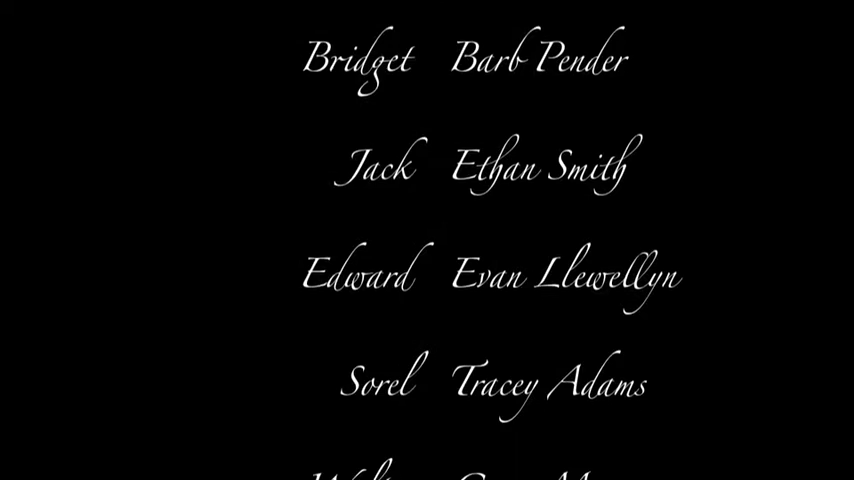 Bridget Barb Pender
Jack Ethan Smith
Edward Evan Llewellyn
Sorel Tracey Adams